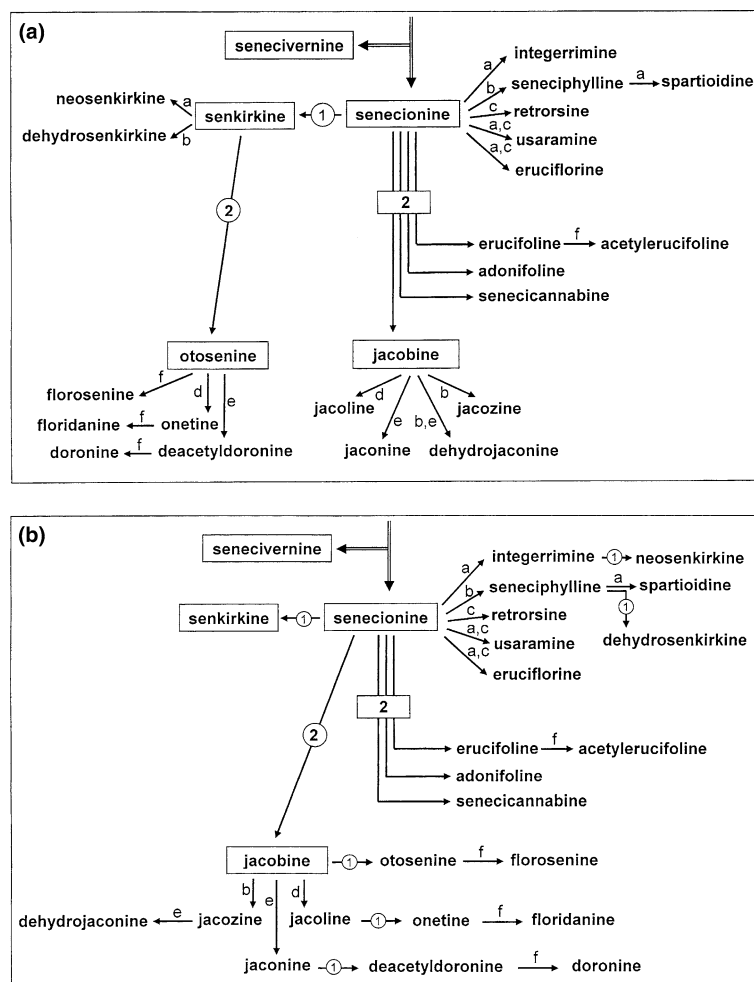 (a)
senecivernine
a integerrimine
b seneciphylline a spartioidine
neosenkirkine a
senkirkine 1 senecionine c retrorsine
dehydrosenkirkine b
a,c usaramine
a,c eruciflorine
2 2
erucifoline f acetylerucifoline
adonifoline
senecicannabine
otosenine jacobine
florosenine f d e
d b
jacoline e b,e jacozine
floridanine f onetine
doronine f deacetyldoronine jaconine dehydrojaconine
(b)
senecivernine
a integerrimine 1 neosenkirkine
b seneciphylline a spartioidine
1
senkirkine 1 senecionine c retrorsine
a,c usaramine dehydrosenkirkine
a,c eruciflorine
2
2
erucifoline f acetylerucifoline
adonifoline
senecicannabine
jacobine 1 otosenine f florosenine
b e d
dehydrojaconine e jacozine jacoline 1 onetine f floridanine
jaconine 1 deacetyldoronine f doronine